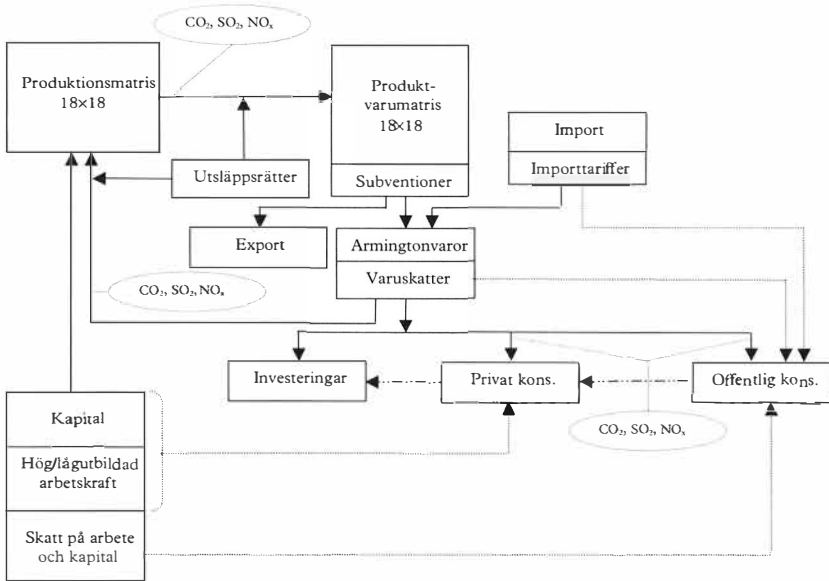 CO₂, SO₂, NOₓ
Produktionsmatris
18×18
Produkt-
varumatris
18×18
Import
Importtariffer
Utsläppsrätter
Subventioner
Export
Armingtonvaror
Varuskatter
CO₂, SO₂, NOₓ
Investeringar
Privat kons.
Offentlig kons.
CO₂, SO₂, NOₓ
Kapital
Hög/lågutbildad
arbetskraft
Skatt på arbete
och kapital